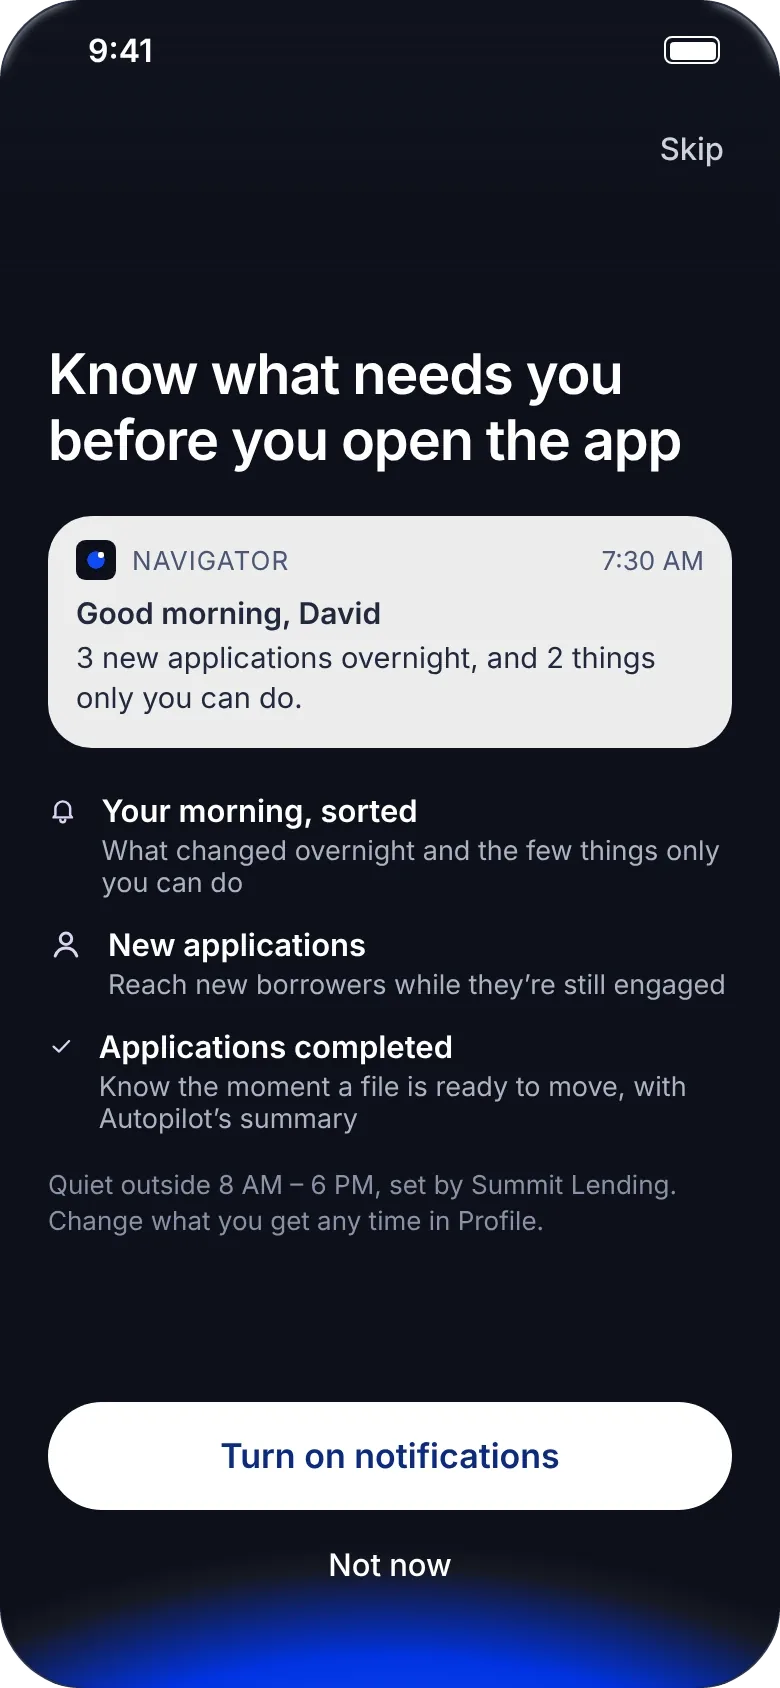 9:41
Skip
Know what needs you
before you open the app
NAVIGATOR
7:30 AM
Good morning, David
3 new applications overnight, and 2 things
only you can do.
Your morning, sorted
What changed overnight and the few things only
you can do
New applications
Reach new borrowers while they’re still engaged
Applications completed
Know the moment a file is ready to move, with
Autopilot’s summary
Quiet outside 8 AM – 6 PM, set by Summit Lending.
Change what you get any time in Profile.
Turn on notifications
Not now